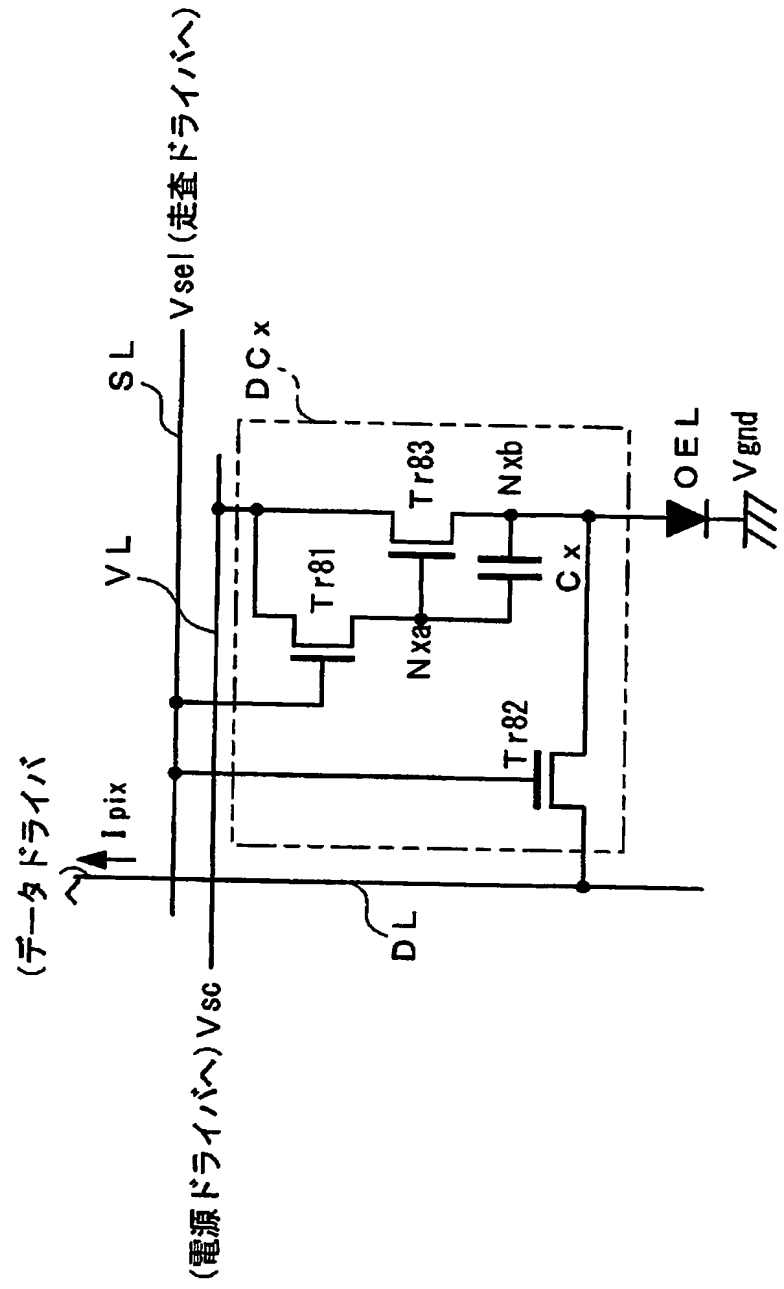 (データドライバ
へ)
Ipix
(電源ドライバへ)Vsc
VL
SL
Vsel(走査ドライバへ)
DCx
DL
Tr81
Tr82
Tr83
Nxa
Nxb
Cx
OEL
Vgnd